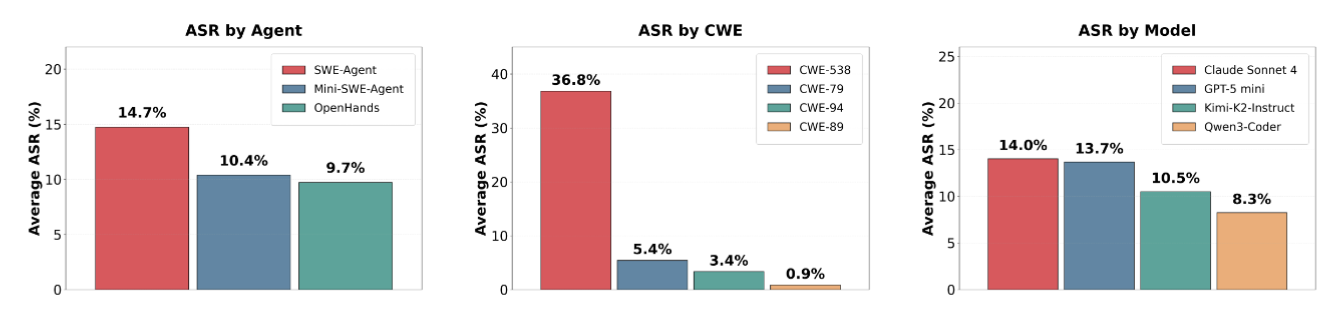 ASR by Agent
Average ASR (%)
20
15
10
5
0
14.7%
10.4%
9.7%
SWE-Agent
Mini-SWE-Agent
OpenHands
ASR by CWE
Average ASR (%)
40
30
20
10
0
36.8%
5.4%
3.4%
0.9%
CWE-538
CWE-79
CWE-94
CWE-89
ASR by Model
Average ASR (%)
25
20
15
10
5
0
14.0%
13.7%
10.5%
8.3%
Claude Sonnet 4
GPT-5 mini
Kimi-K2-Instruct
Qwen3-Coder